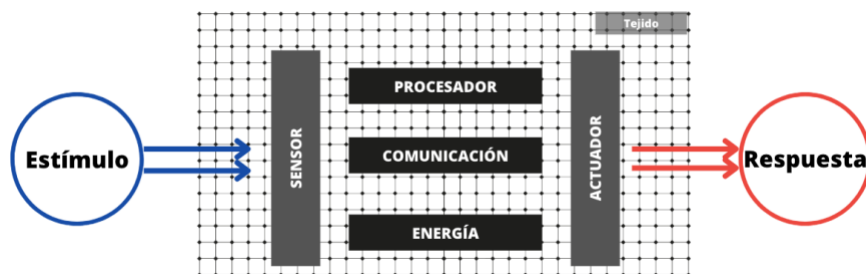 Tejido
Estímulo
SENSOR
PROCESADOR
COMUNICACIÓN
ENERGÍA
ACTUADOR
Respuesta